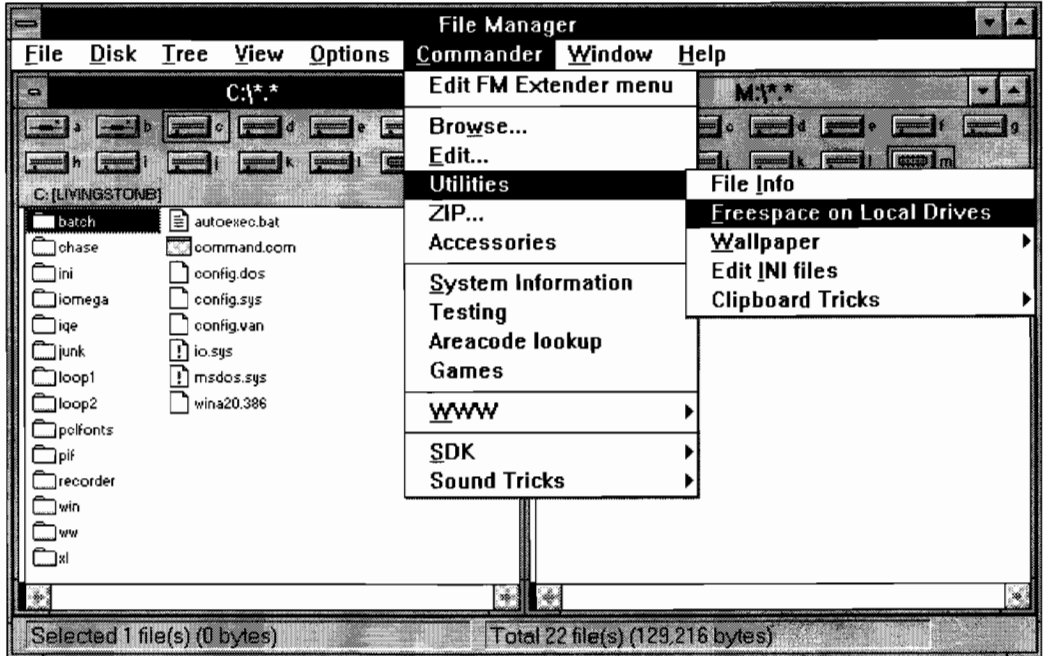 File Manager
File Disk Tree View Options Commander Window Help
C:\*.*
M:\*.*
a b c d e
c d e f g
h i j k l
i j k l m
C: [LIVINGSTONB]
batch
chase
ini
iomega
iqe
junk
loop1
loop2
pclfonts
pif
recorder
win
ww
xl
autoexec.bat
command.com
config.dos
config.sys
config.van
io.sys
msdos.sys
wina20.386
Edit FM Extender menu
Browse...
Edit...
Utilities
ZIP...
Accessories
System Information
Testing
Areacode lookup
Games
WWW
SDK
Sound Tricks
File Info
Freespace on Local Drives
Wallpaper
Edit INI files
Clipboard Tricks
Selected 1 file(s) (0 bytes)
Total 22 file(s) (129,216 bytes)